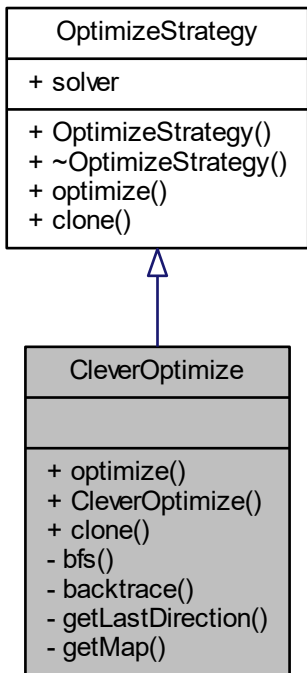 OptimizeStrategy
+ solver
+ OptimizeStrategy()
+ ~OptimizeStrategy()
+ optimize()
+ clone()
CleverOptimize
+ optimize()
+ CleverOptimize()
+ clone()
- bfs()
- backtrace()
- getLastDirection()
- getMap()